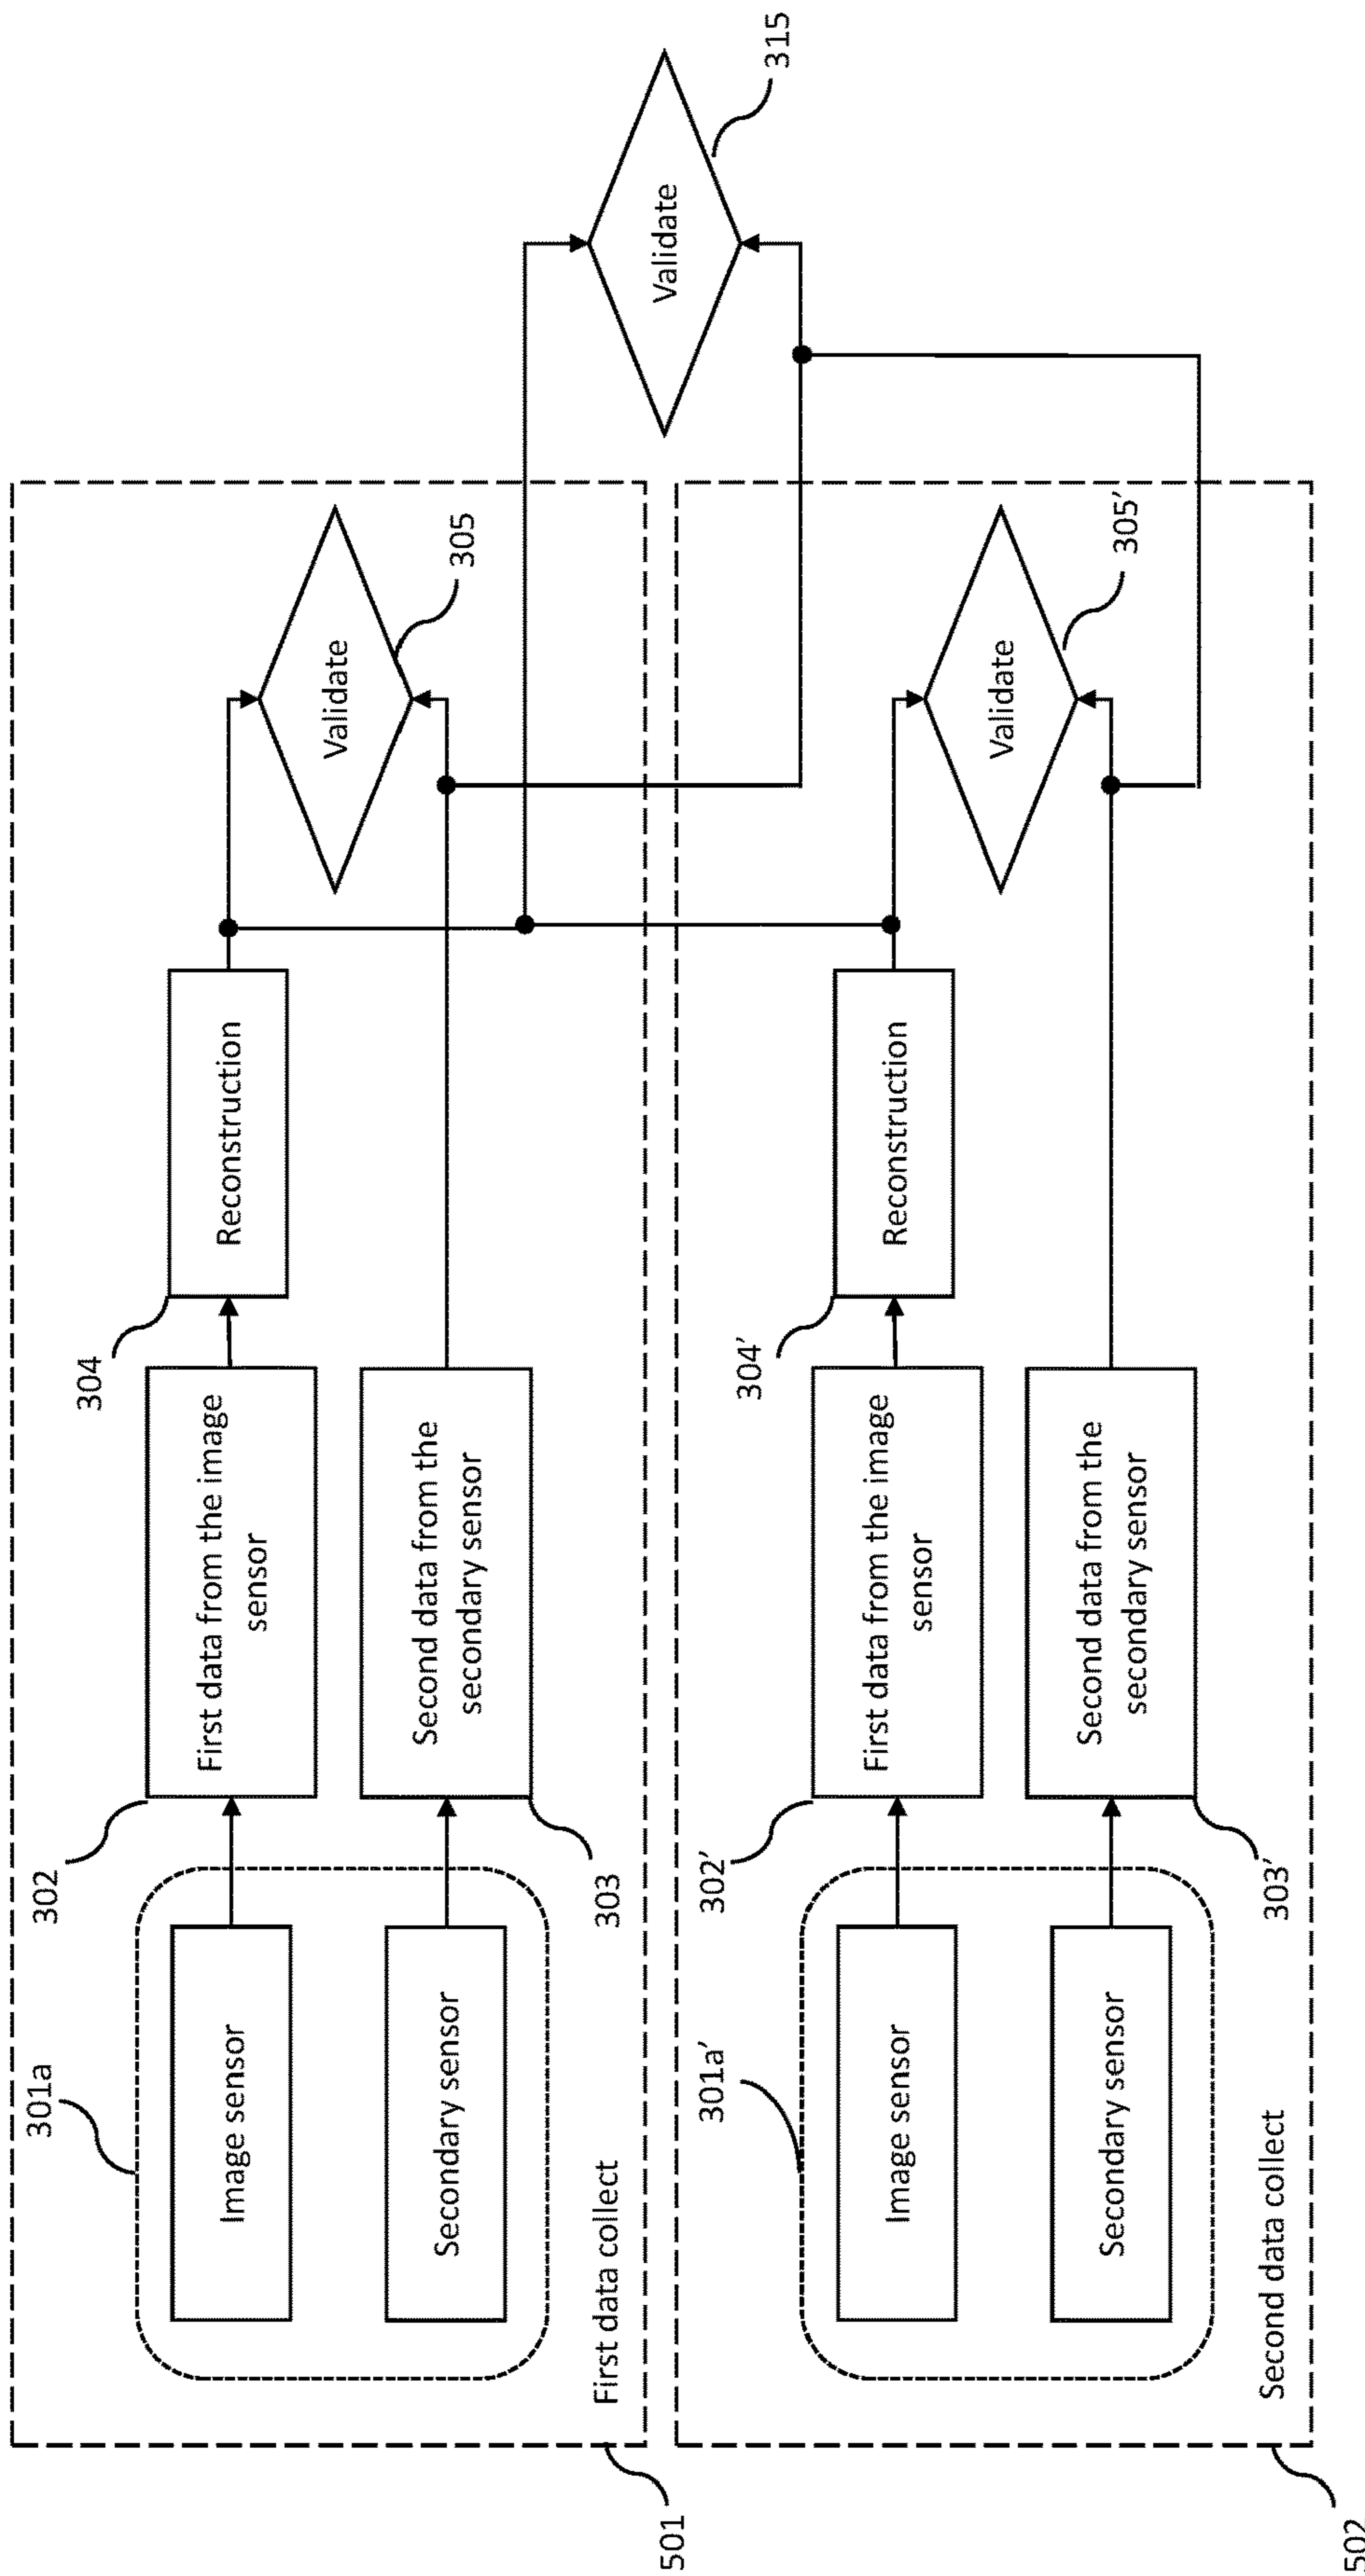 301a
Image sensor
Secondary sensor
302
First data from the image
sensor
303
Second data from the
secondary sensor
304
Reconstruction
Validate
305
First data collect
501
Validate
315
301a′
Image sensor
Secondary sensor
302′
First data from the image
sensor
303′
Second data from the
secondary sensor
304′
Reconstruction
Validate
305′
Second data collect
502